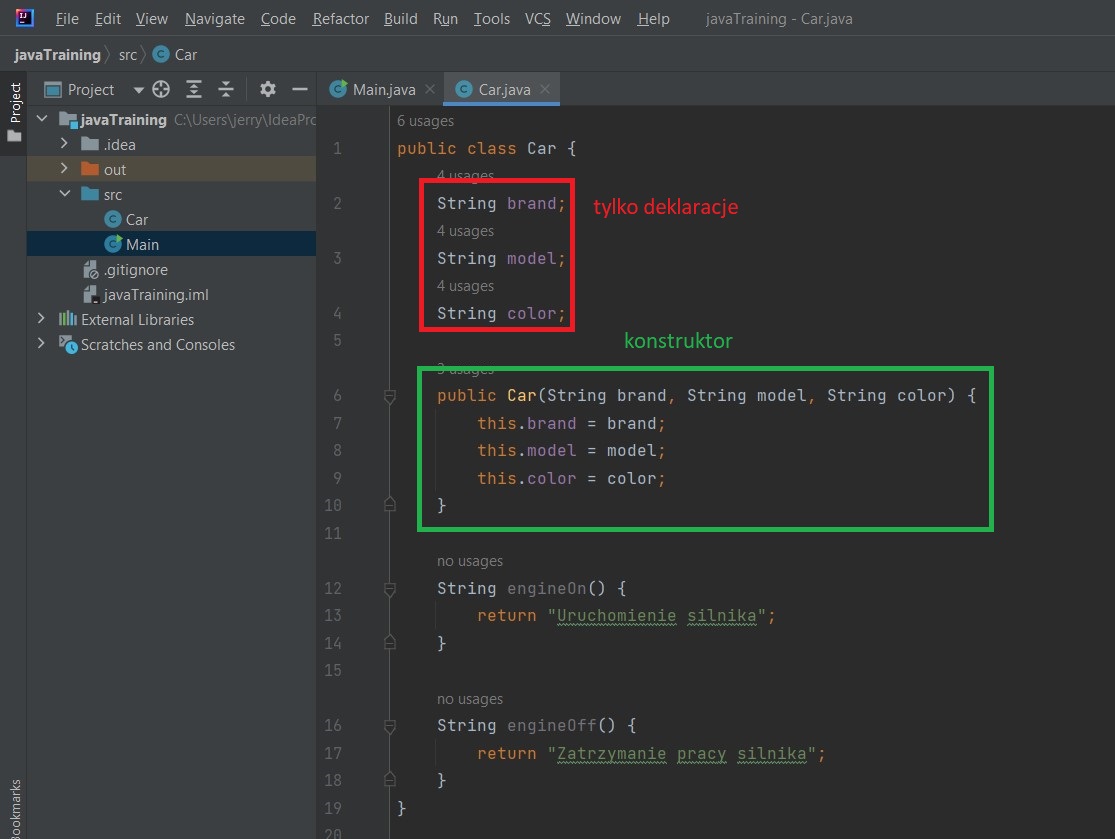 File Edit View Navigate Code Refactor Build Run Tools VCS Window Help javaTraining - Car.java
javaTraining src Car
Project
Project
Main.java Car.java
javaTraining C:\Users\jerry\IdeaPro
.idea
out
src
Car
Main
.gitignore
javaTraining.iml
External Libraries
Scratches and Consoles
Bookmarks
6 usages
1 public class Car {
4 usages
2 String brand; tylko deklaracje
4 usages
3 String model;
4 usages
4 String color;
5
konstruktor
3 usages
6 public Car(String brand, String model, String color) {
7 this.brand = brand;
8 this.model = model;
9 this.color = color;
10 }
11
no usages
12 String engineOn() {
13 return "Uruchomienie silnika";
14 }
15
no usages
16 String engineOff() {
17 return "Zatrzymanie pracy silnika";
18 }
19 }
20